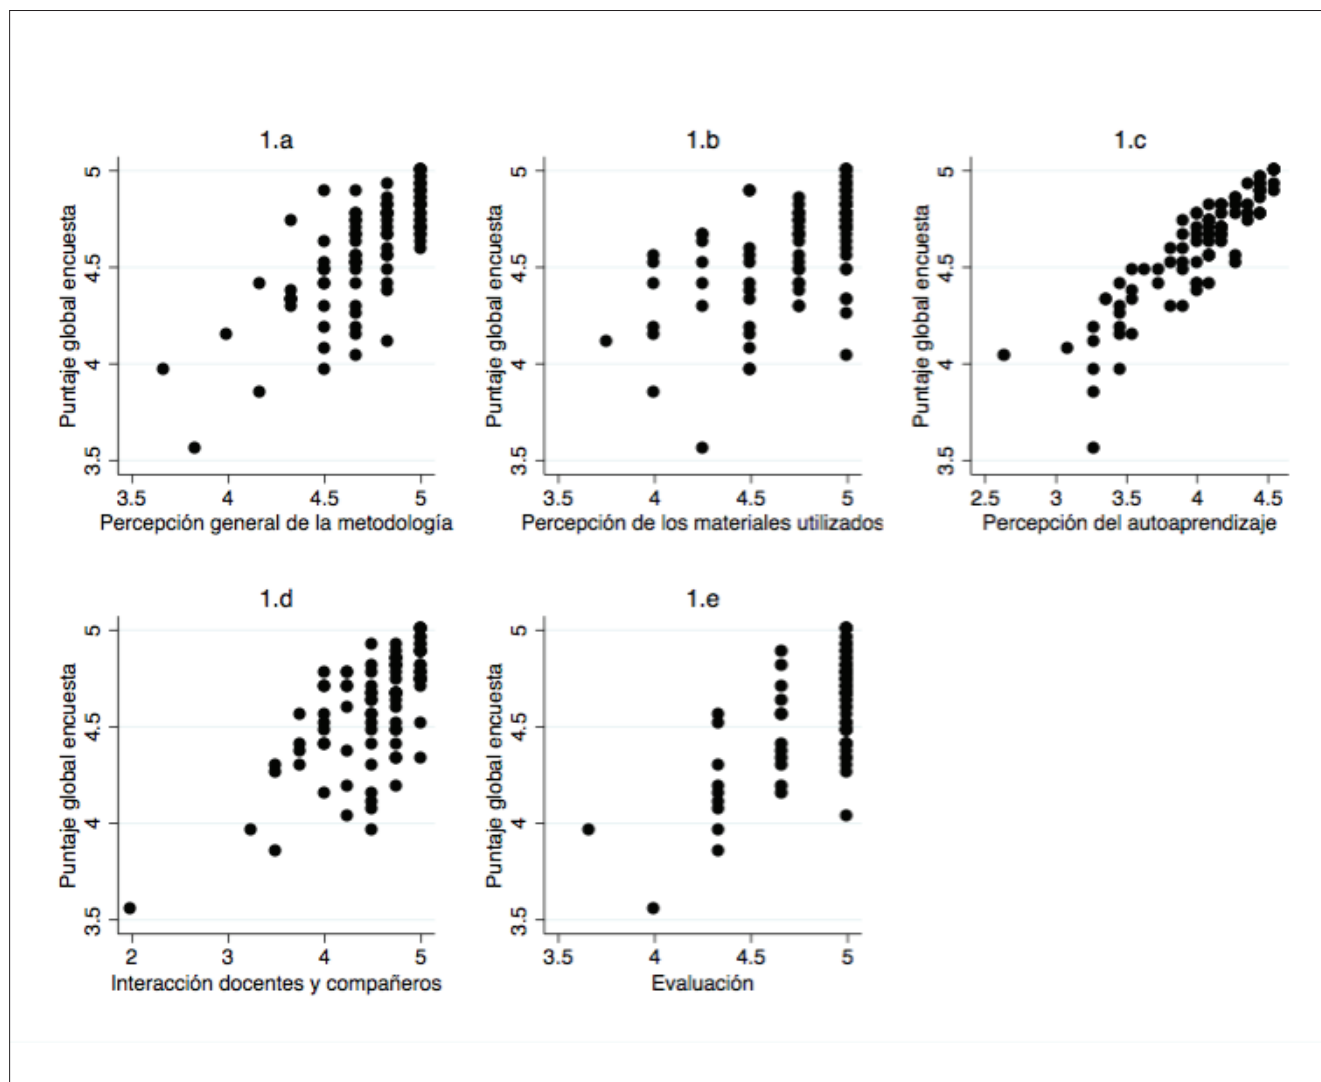 1.a
Puntaje global encuesta
5
4.5
4
3.5
3.5 4 4.5 5
Percepción general de la metodología
1.b
Puntaje global encuesta
5
4.5
4
3.5
3.5 4 4.5 5
Percepción de los materiales utilizados
1.c
Puntaje global encuesta
5
4.5
4
3.5
2.5 3 3.5 4 4.5
Percepción del autoaprendizaje
1.d
Puntaje global encuesta
5
4.5
4
3.5
2 3 4 5
Interacción docentes y compañeros
1.e
Puntaje global encuesta
5
4.5
4
3.5
3.5 4 4.5 5
Evaluación